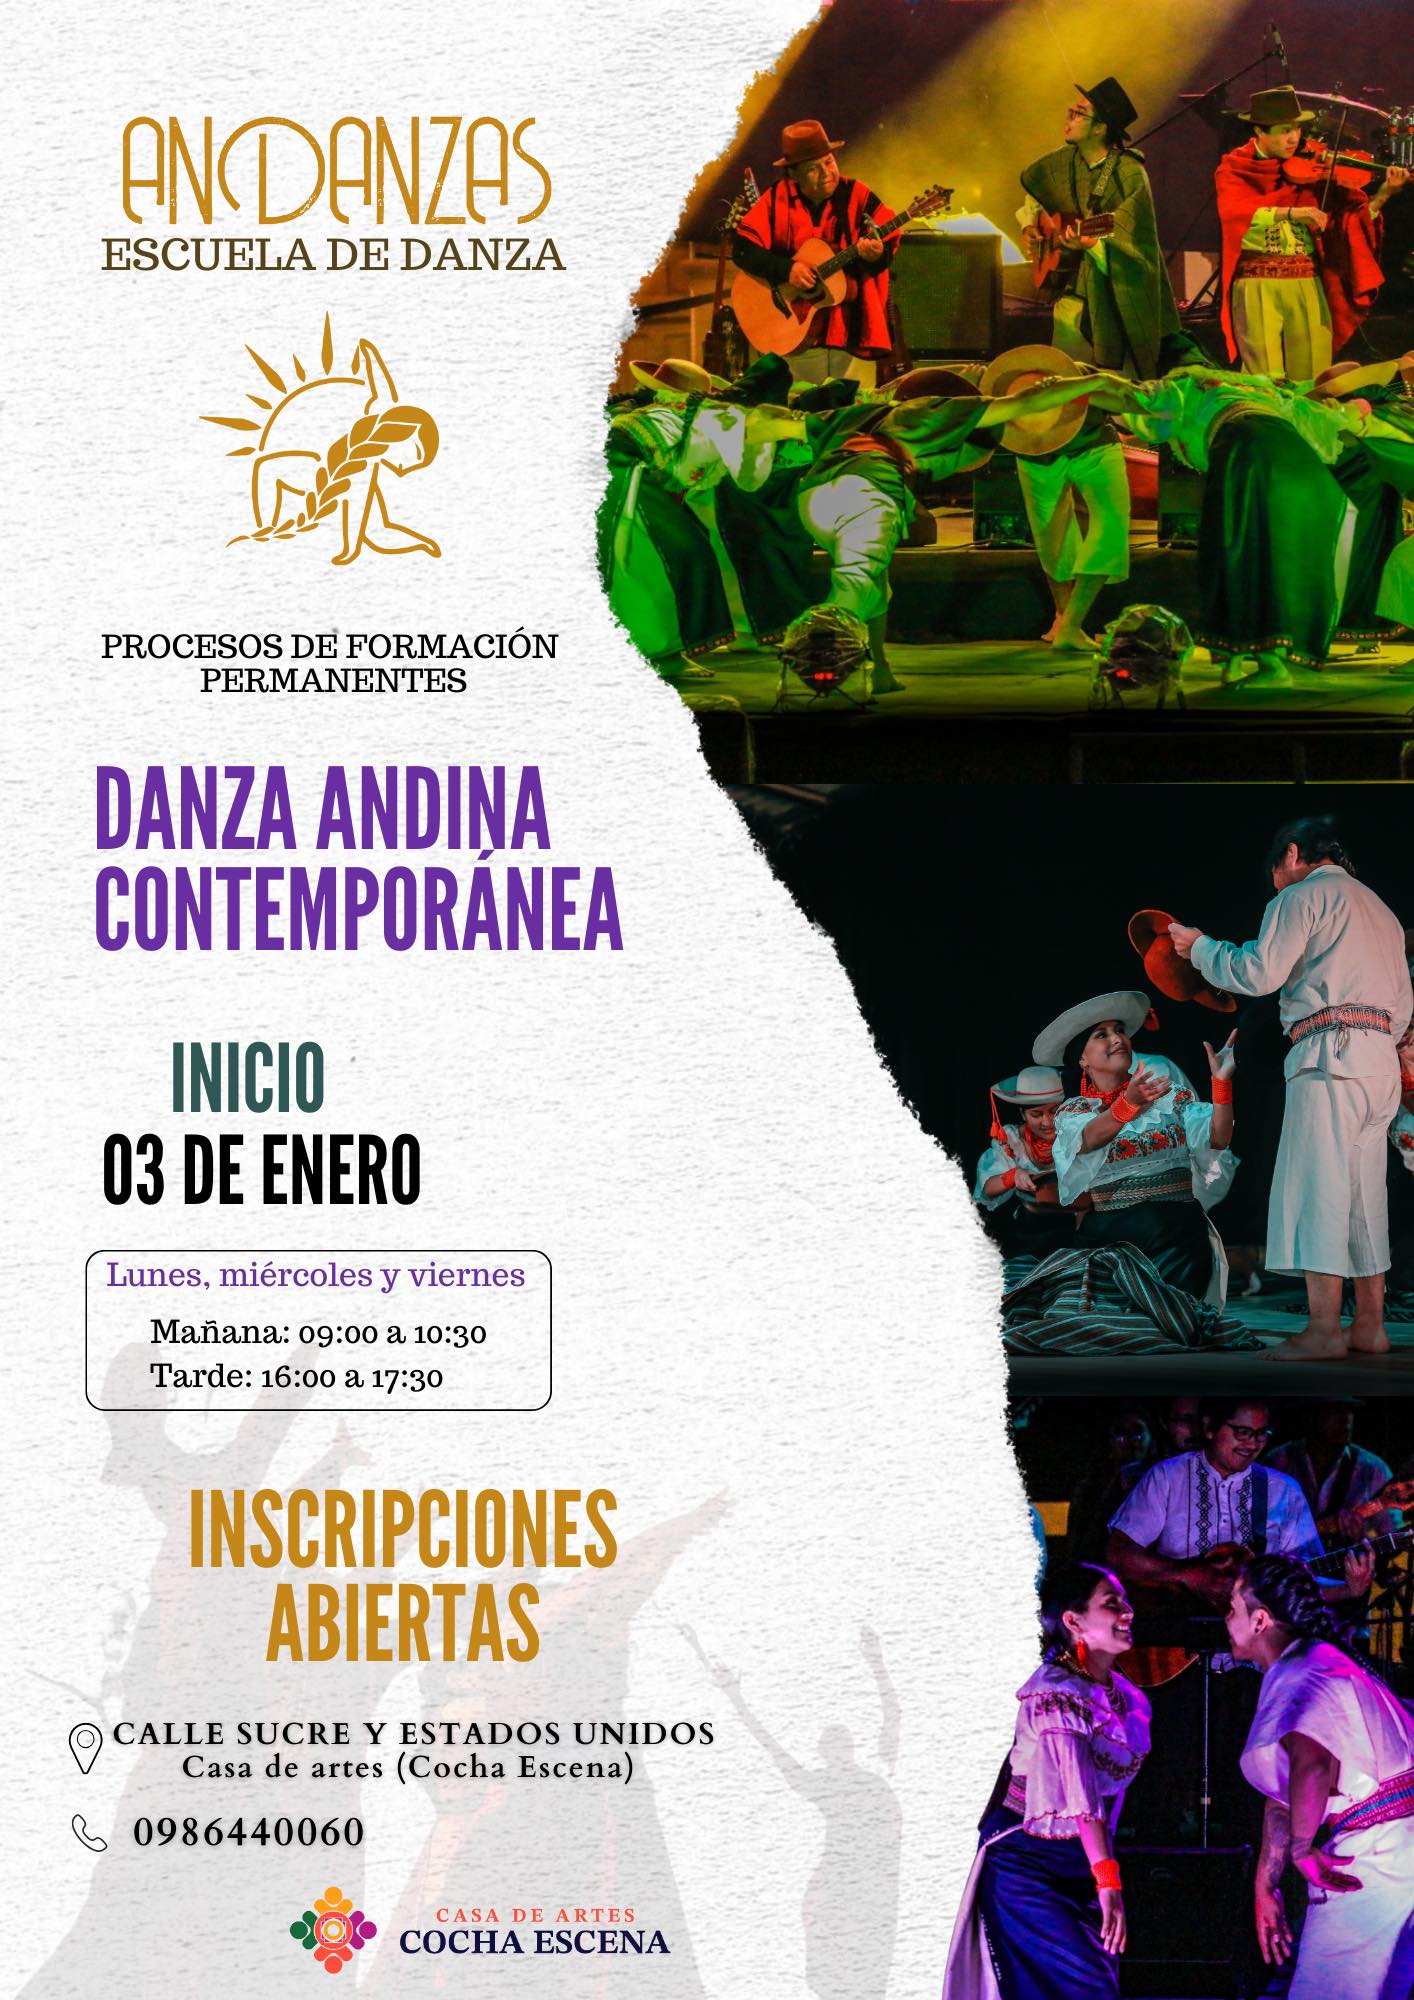 ANDANZAS
ESCUELA DE DANZA
PROCESOS DE FORMACIÓN
PERMANENTES
DANZA ANDINA
CONTEMPORÁNEA
INICIO
03 DE ENERO
Lunes, miércoles y viernes
Mañana: 09:00 a 10:30
Tarde: 16:00 a 17:30
INSCRIPCIONES
ABIERTAS
CALLE SUCRE Y ESTADOS UNIDOS
Casa de artes (Cocha Escena)
0986440060
CASA DE ARTES
COCHA ESCENA